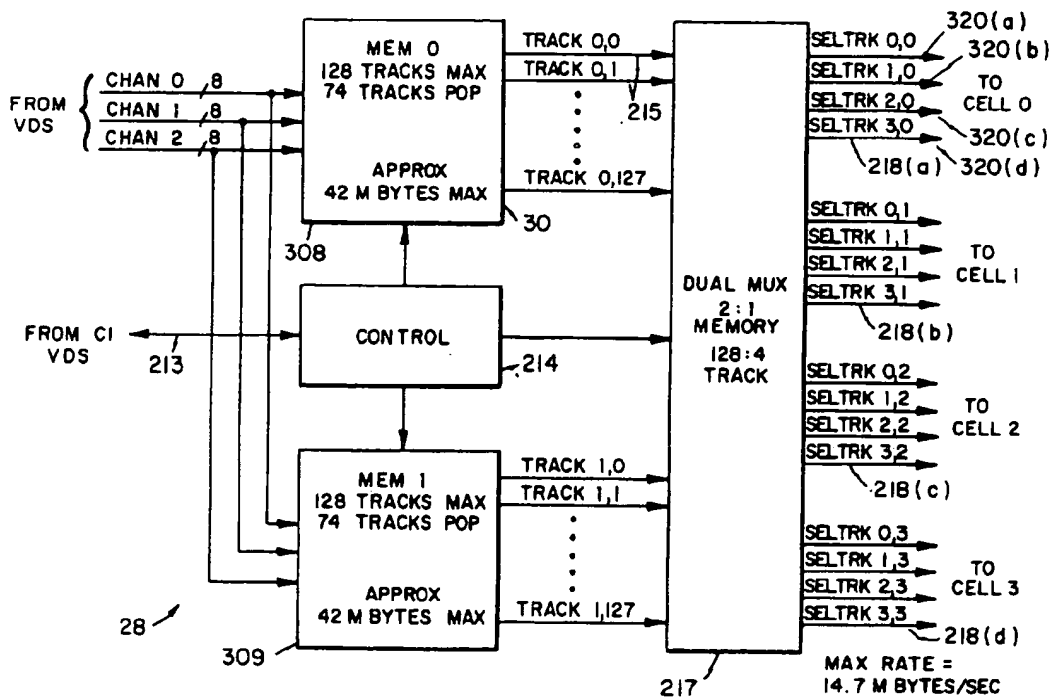 FROM
VDS
CHAN 0 8
CHAN 1 8
CHAN 2 8
MEM 0
128 TRACKS MAX
74 TRACKS POP
APPROX
42 M BYTES MAX
308
30
TRACK 0,0
TRACK 0,1
215
TRACK 0,127
FROM CI
VDS
213
CONTROL
214
MEM 1
128 TRACKS MAX
74 TRACKS POP
APPROX
42 M BYTES MAX
28
309
TRACK 1,0
TRACK 1,1
TRACK 1,127
DUAL MUX
2:1
MEMORY
128:4
TRACK
217
SELTRK 0,0
320(a)
SELTRK 1,0
320(b)
SELTRK 2,0
320(c)
SELTRK 3,0
320(d)
TO
CELL 0
218(a)
SELTRK 0,1
SELTRK 1,1
SELTRK 2,1
SELTRK 3,1
TO
CELL 1
218(b)
SELTRK 0,2
SELTRK 1,2
SELTRK 2,2
SELTRK 3,2
TO
CELL 2
218(c)
SELTRK 0,3
SELTRK 1,3
SELTRK 2,3
SELTRK 3,3
TO
CELL 3
218(d)
MAX RATE =
14.7 M BYTES/SEC